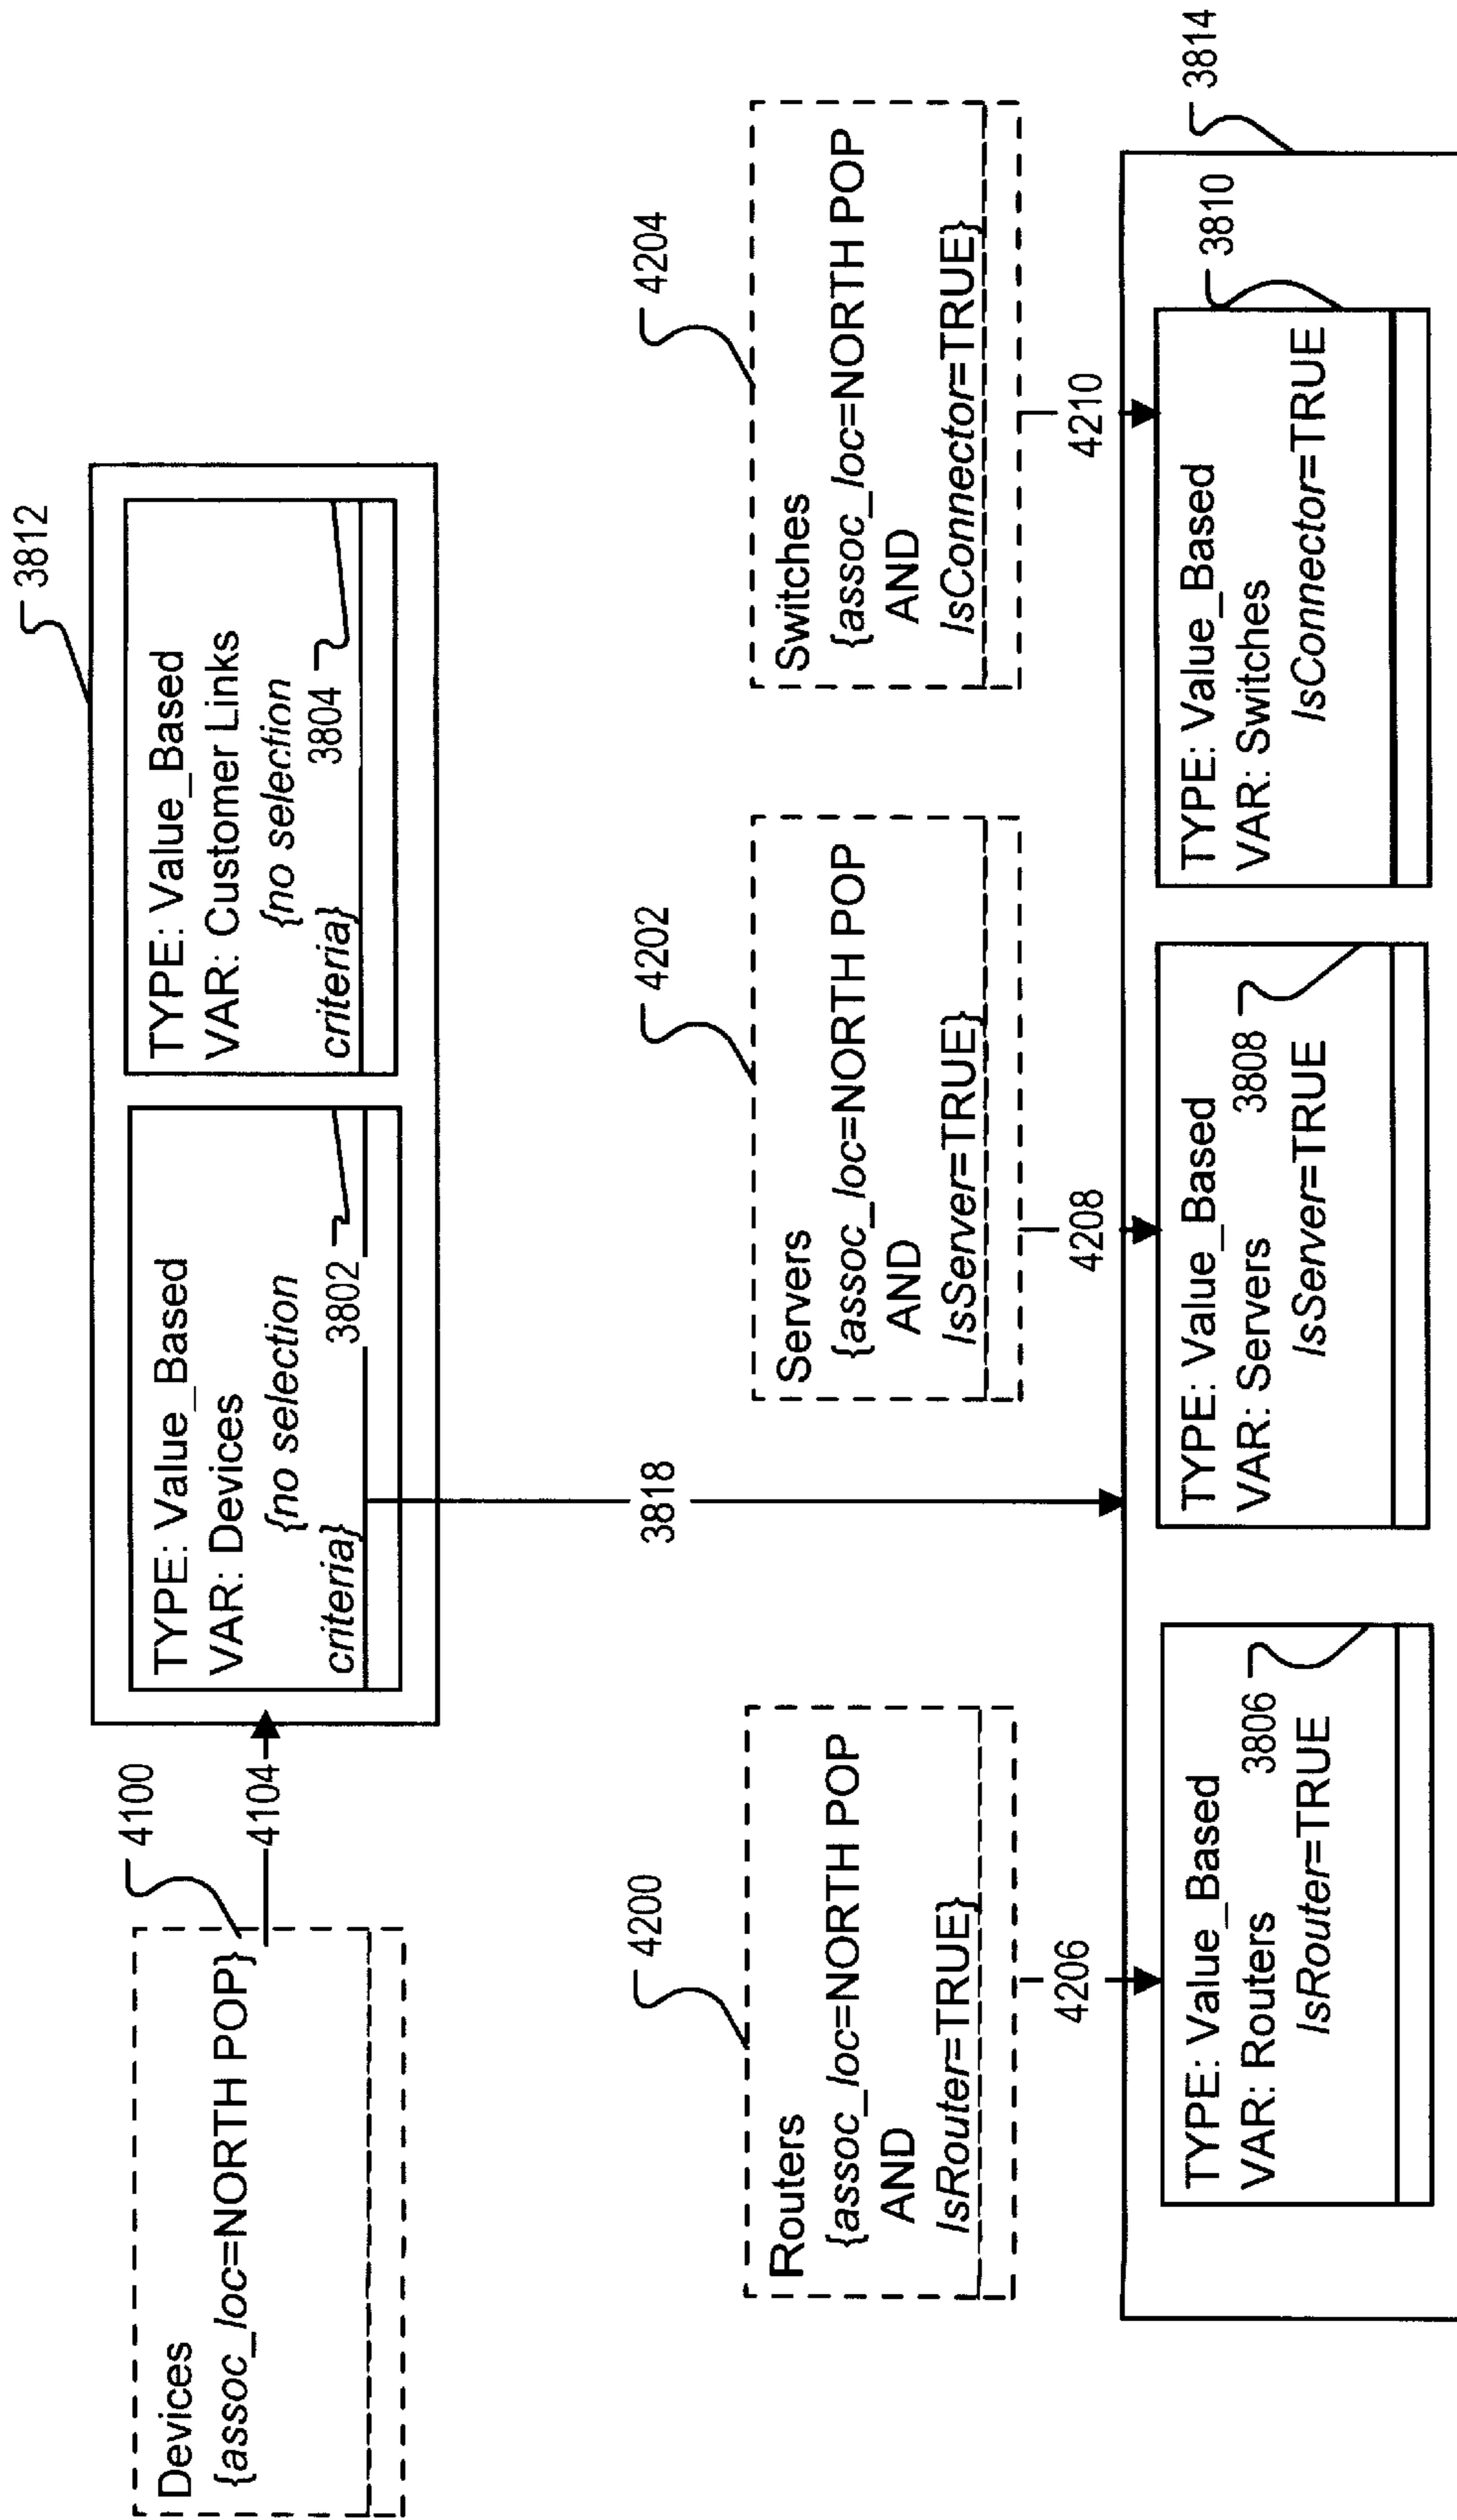 3812
4100
Devices
{assoc_loc=NORTH POP}
4104
TYPE: Value_Based
VAR: Devices
{no selection
criteria}
3802
TYPE: Value_Based
VAR: Customer Links
{no selection
criteria}
3804
3818
4200
Routers
{assoc_loc=NORTH POP
AND
IsRouter=TRUE}
4206
4202
Servers
{assoc_loc=NORTH POP
AND
IsServer=TRUE}
4208
4204
Switches
{assoc_loc=NORTH POP
AND
IsConnector=TRUE}
4210
3814
TYPE: Value_Based
VAR: Routers
3806
IsRouter=TRUE
TYPE: Value_Based
VAR: Servers
3808
IsServer=TRUE
3810
TYPE: Value_Based
VAR: Switches
IsConnector=TRUE